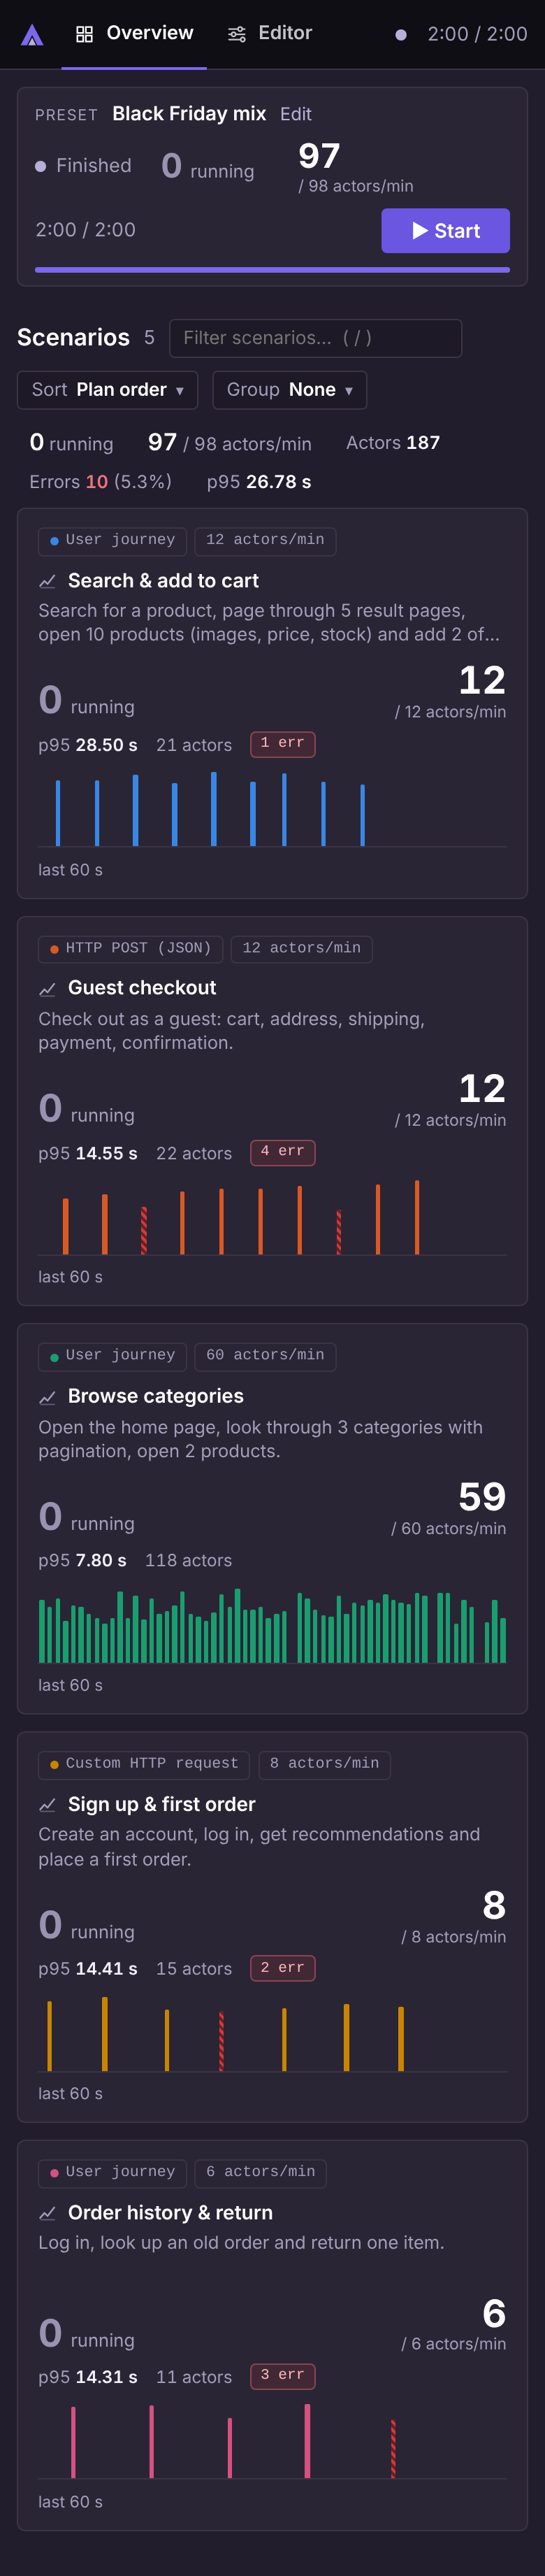 Overview Editor 2:00 / 2:00
PRESET Black Friday mix Edit
Finished 0 running 97
/ 98 actors/min
2:00 / 2:00 ▶ Start
Scenarios 5 Filter scenarios... ( / )
Sort Plan order ▾ Group None ▾
0 running 97 / 98 actors/min Actors 187
Errors 10 (5.3%) p95 26.78 s
User journey 12 actors/min
Search & add to cart
Search for a product, page through 5 result pages,
open 10 products (images, price, stock) and add 2 of...
0 running 12
/ 12 actors/min
p95 28.50 s 21 actors 1 err
last 60 s
HTTP POST (JSON) 12 actors/min
Guest checkout
Check out as a guest: cart, address, shipping,
payment, confirmation.
0 running 12
/ 12 actors/min
p95 14.55 s 22 actors 4 err
last 60 s
User journey 60 actors/min
Browse categories
Open the home page, look through 3 categories with
pagination, open 2 products.
0 running 59
/ 60 actors/min
p95 7.80 s 118 actors
last 60 s
Custom HTTP request 8 actors/min
Sign up & first order
Create an account, log in, get recommendations and
place a first order.
0 running 8
/ 8 actors/min
p95 14.41 s 15 actors 2 err
last 60 s
User journey 6 actors/min
Order history & return
Log in, look up an old order and return one item.
0 running 6
/ 6 actors/min
p95 14.31 s 11 actors 3 err
last 60 s